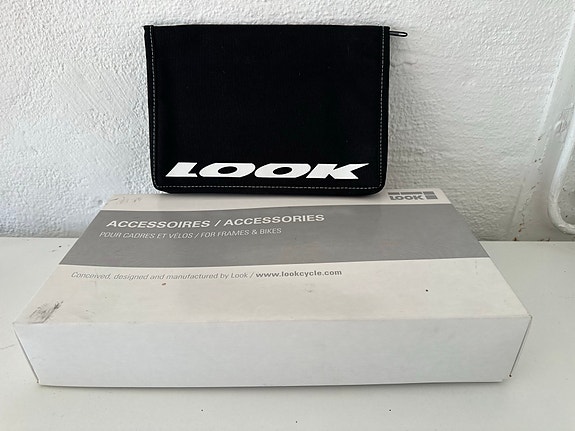 LOOK
LOOK
ACCESSOIRES / ACCESSORIES
POUR CADRES ET VÉLOS / FOR FRAMES & BIKES
Conceived, designed and manufactured by Look / www.lookcycle.com